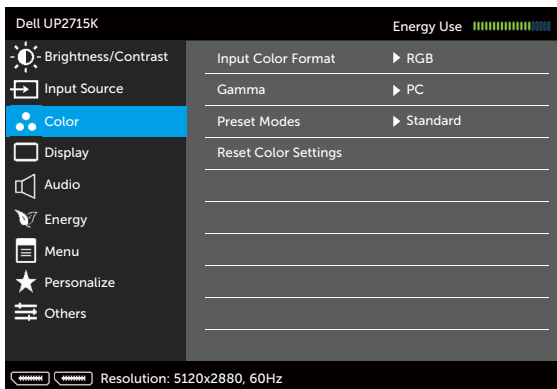 Dell UP2715K
Energy Use
Brightness/Contrast
Input Source
Color
Display
Audio
Energy
Menu
Personalize
Others
Input Color Format RGB
Gamma PC
Preset Modes Standard
Reset Color Settings
Resolution: 5120x2880, 60Hz